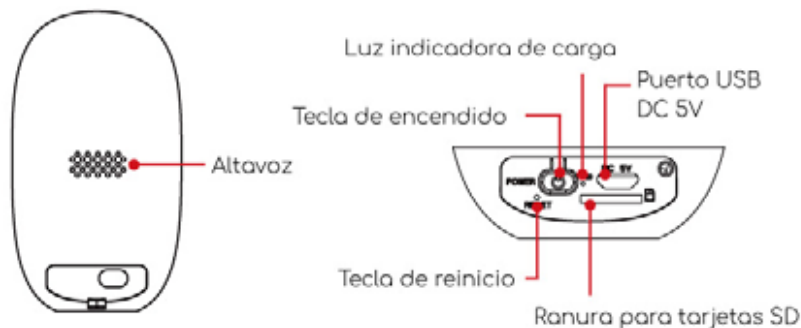 Luz indicadora de carga
Puerto USB
DC 5V
Tecla de encendido
Altavoz
DC 5V
POWER
RESET
Tecla de reinicio
Ranura para tarjetas SD